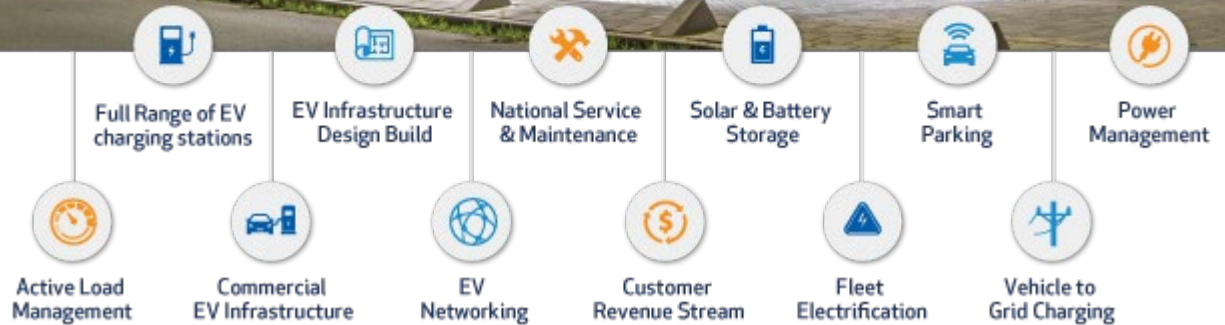 Full Range of EV
charging stations
EV Infrastructure
Design Build
National Service
& Maintenance
Solar & Battery
Storage
Smart
Parking
Power
Management
Active Load
Management
Commercial
EV Infrastructure
EV
Networking
Customer
Revenue Stream
Fleet
Electrification
Vehicle to
Grid Charging